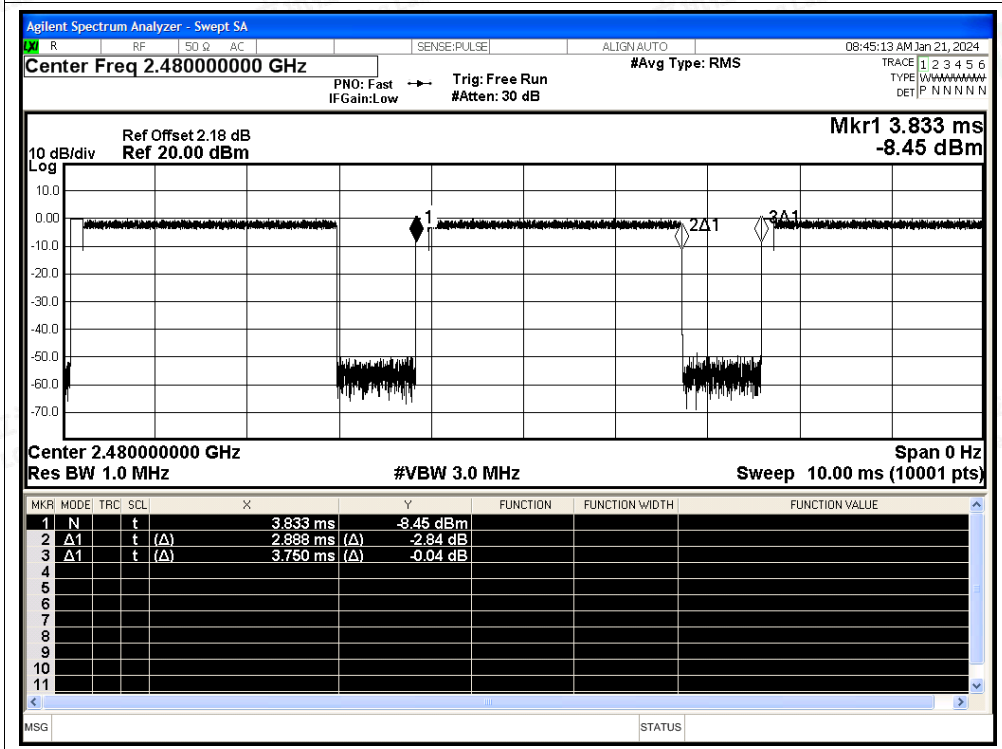 Agilent Spectrum Analyzer - Swept SA
LXI R RF 50 Ω AC SENSE:PULSE ALIGN AUTO 08:45:13 AM Jan 21, 2024
Center Freq 2.480000000 GHz #Avg Type: RMS TRACE 1 2 3 4 5 6
PNO: Fast Trig: Free Run TYPE W
IFGain:Low #Atten: 30 dB DET P N N N N N
Mkr1 3.833 ms
Ref Offset 2.18 dB
10 dB/div Ref 20.00 dBm -8.45 dBm
Log
10.0
0.00
1 2Δ1 3Δ1
-10.0
-20.0
-30.0
-40.0
-50.0
-60.0
-70.0
Center 2.480000000 GHz Span 0 Hz
Res BW 1.0 MHz #VBW 3.0 MHz Sweep 10.00 ms (10001 pts)
MKR MODE TRC SCL X Y FUNCTION FUNCTION WIDTH FUNCTION VALUE
1 N t 3.833 ms -8.45 dBm
2 Δ1 t (Δ) 2.888 ms (Δ) -2.84 dB
3 Δ1 t (Δ) 3.750 ms (Δ) -0.04 dB
4
5
6
7
8
9
10
11
MSG STATUS